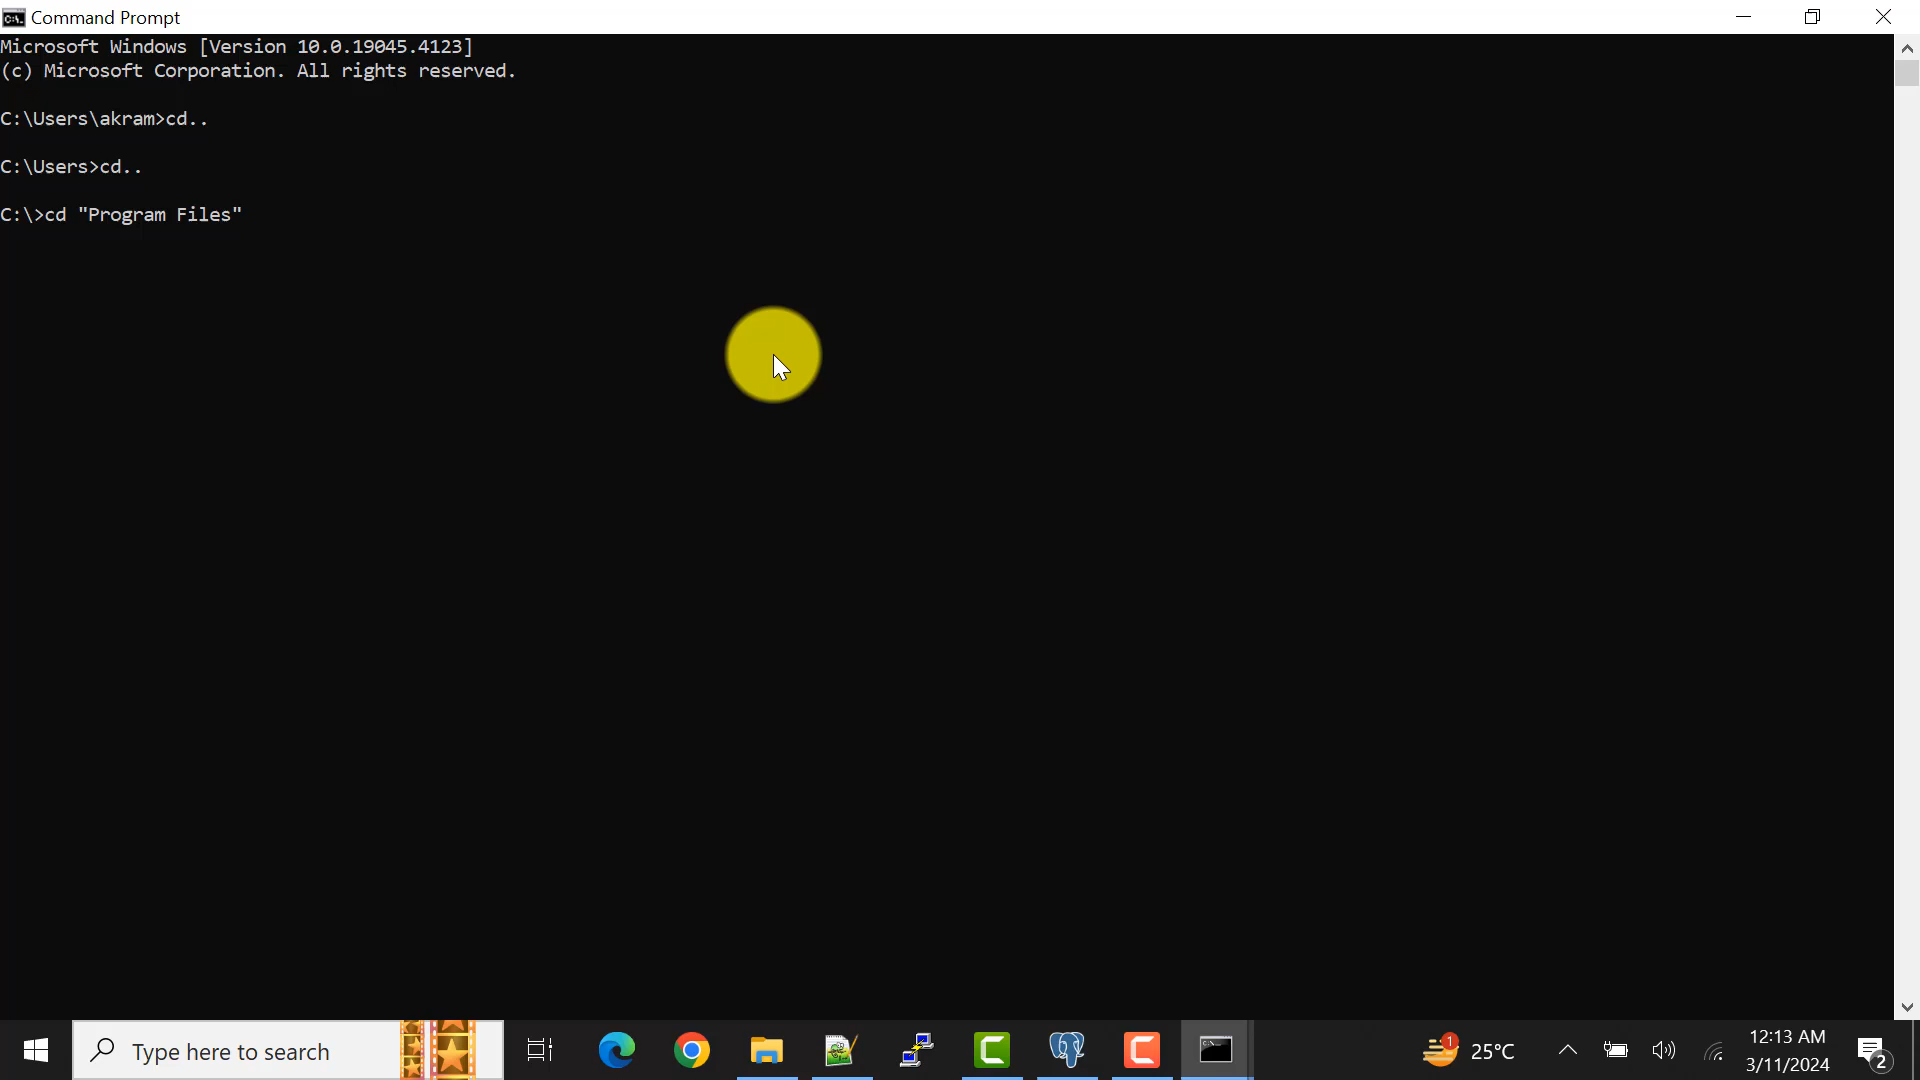 Command Prompt
Microsoft Windows [Version 10.0.19045.4123]
(c) Microsoft Corporation. All rights reserved.
C:\Users\akram>cd..
C:\Users>cd..
C:\>cd "Program Files"
Type here to search
1
25°C
12:13 AM
3/11/2024
2